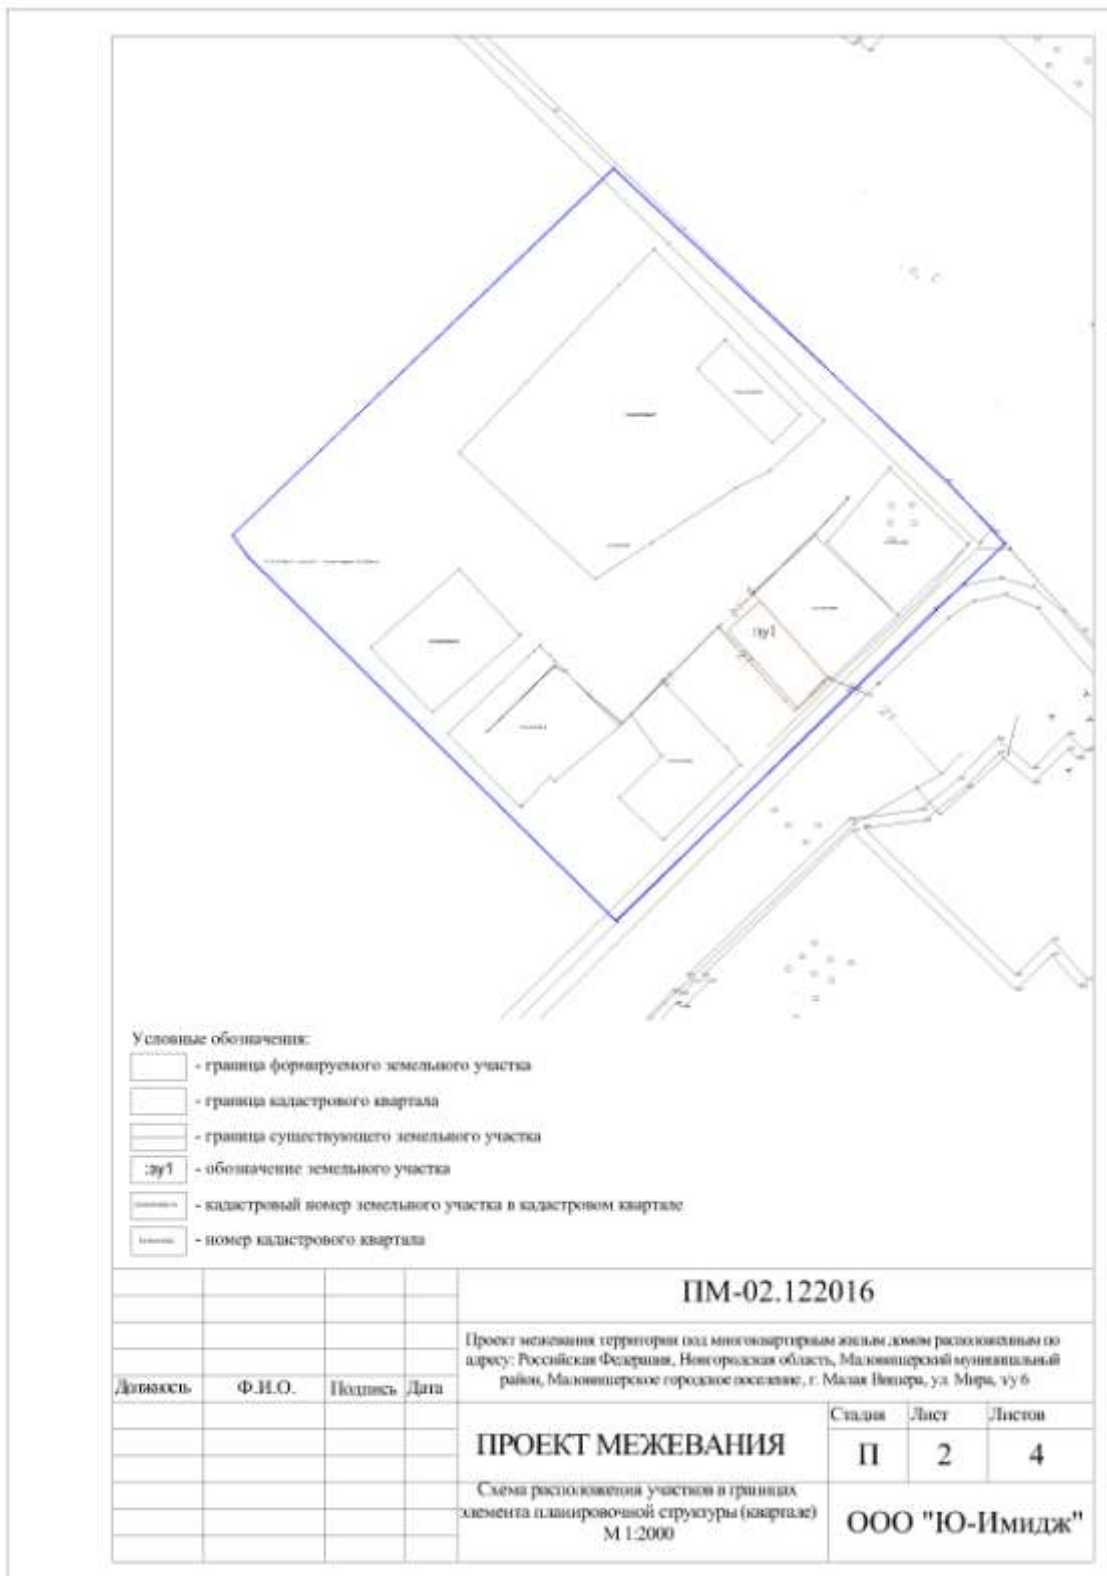 :зу1
27
Условные обозначения:
- граница формируемого земельного участка
- граница кадастрового квартала
- граница существующего земельного участка
:зу1 - обозначение земельного участка
- кадастровый номер земельного участка в кадастровом квартале
- номер кадастрового квартала
ПМ-02.122016
Проект межевания территории под многоквартирным жилым домом расположенным по
адресу: Российская Федерация, Новгородская область, Маловишерский муниципальный
район, Маловишерское городское поселение, г. Малая Вишера, ул. Мира, з/у 6
Должность Ф.И.О. Подпись Дата
ПРОЕКТ МЕЖЕВАНИЯ
Стадия Лист Листов
П 2 4
Схема расположения участков в границах
элемента планировочной структуры (квартале)
М 1:2000
ООО "Ю-Имидж"